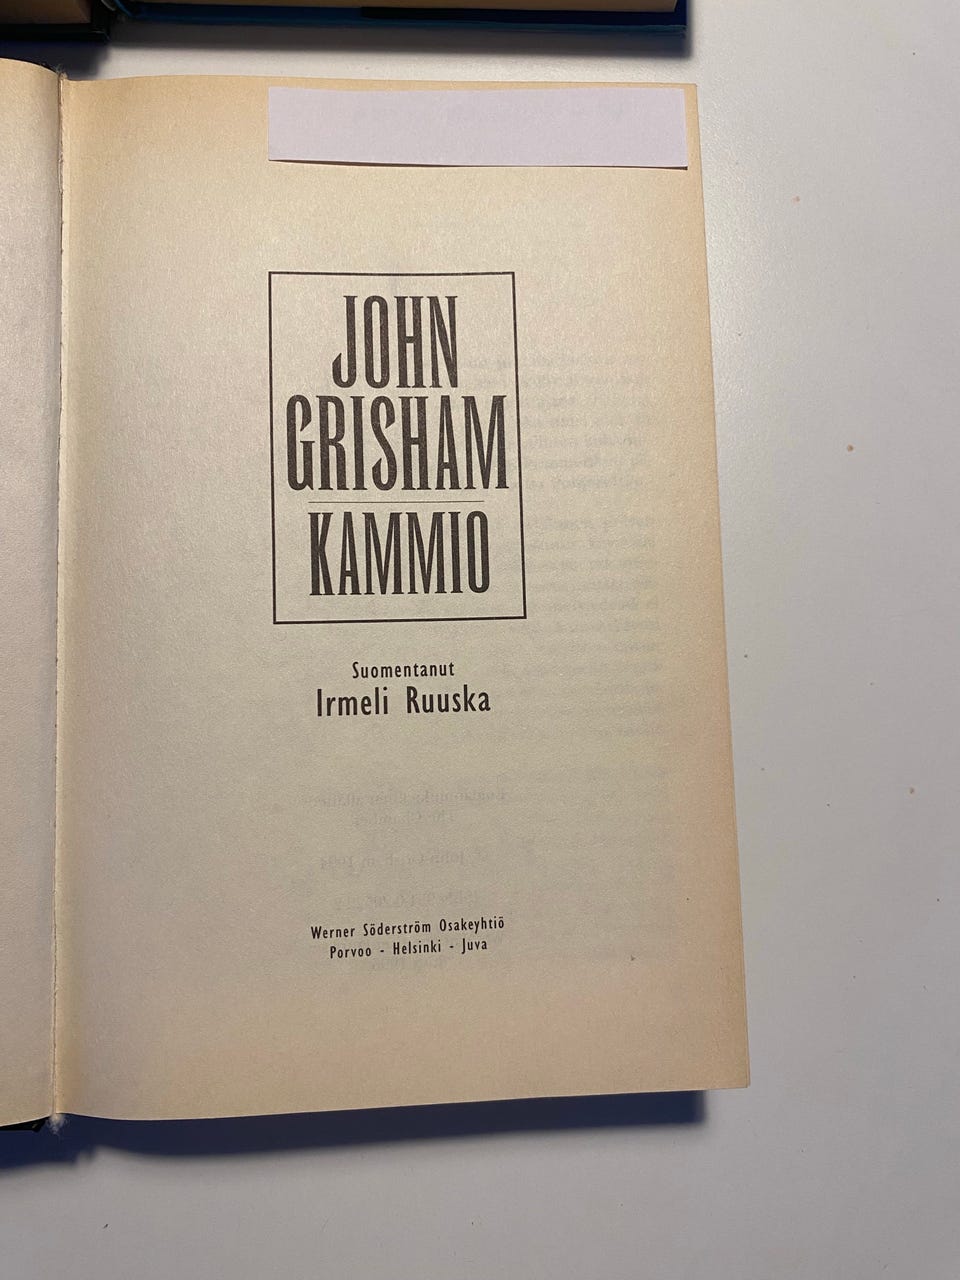 JOHN
GRISHAM
KAMMIO
Suomentanut
Irmeli Ruuska
Werner Söderström Osakeyhtiö
Porvoo - Helsinki - Juva